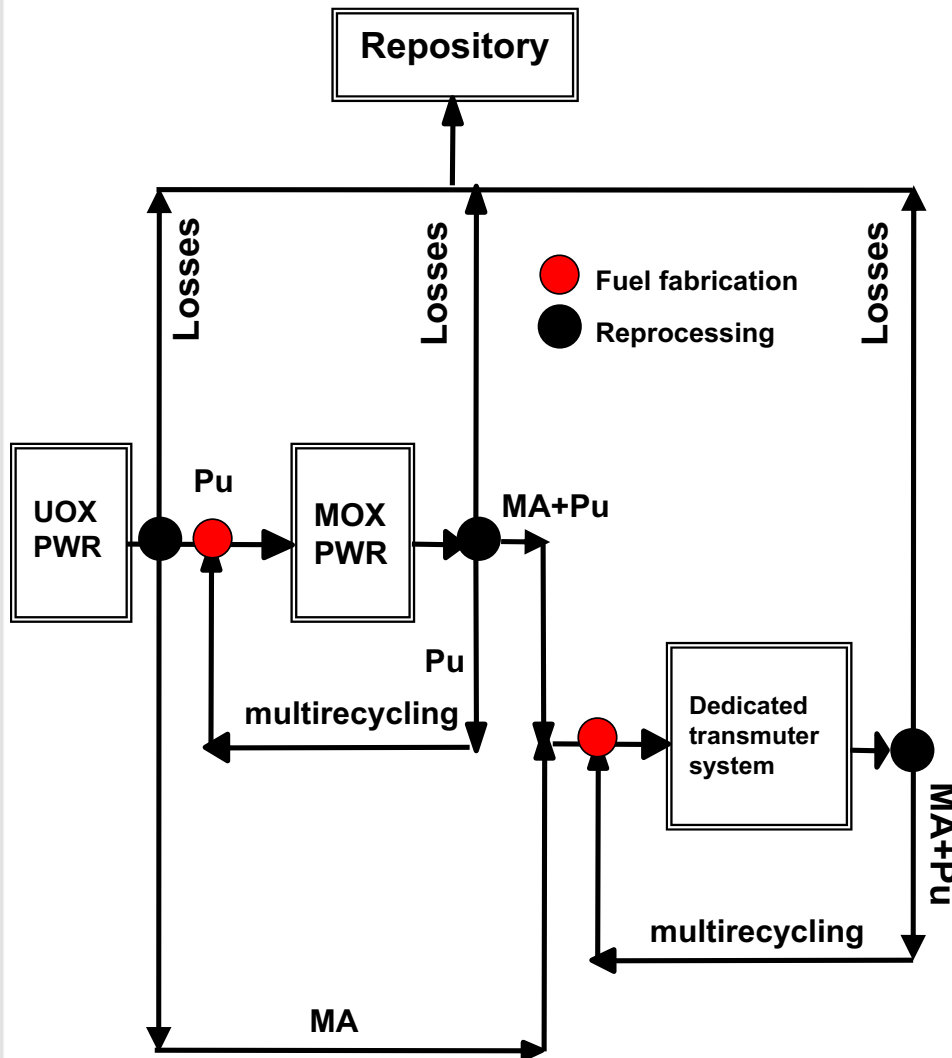 Repository
Losses
Losses
Losses
Fuel fabrication
Reprocessing
UOX
PWR
Pu
MOX
PWR
MA+Pu
Pu
multirecycling
Dedicated
transmuter
system
MA+Pu
multirecycling
MA